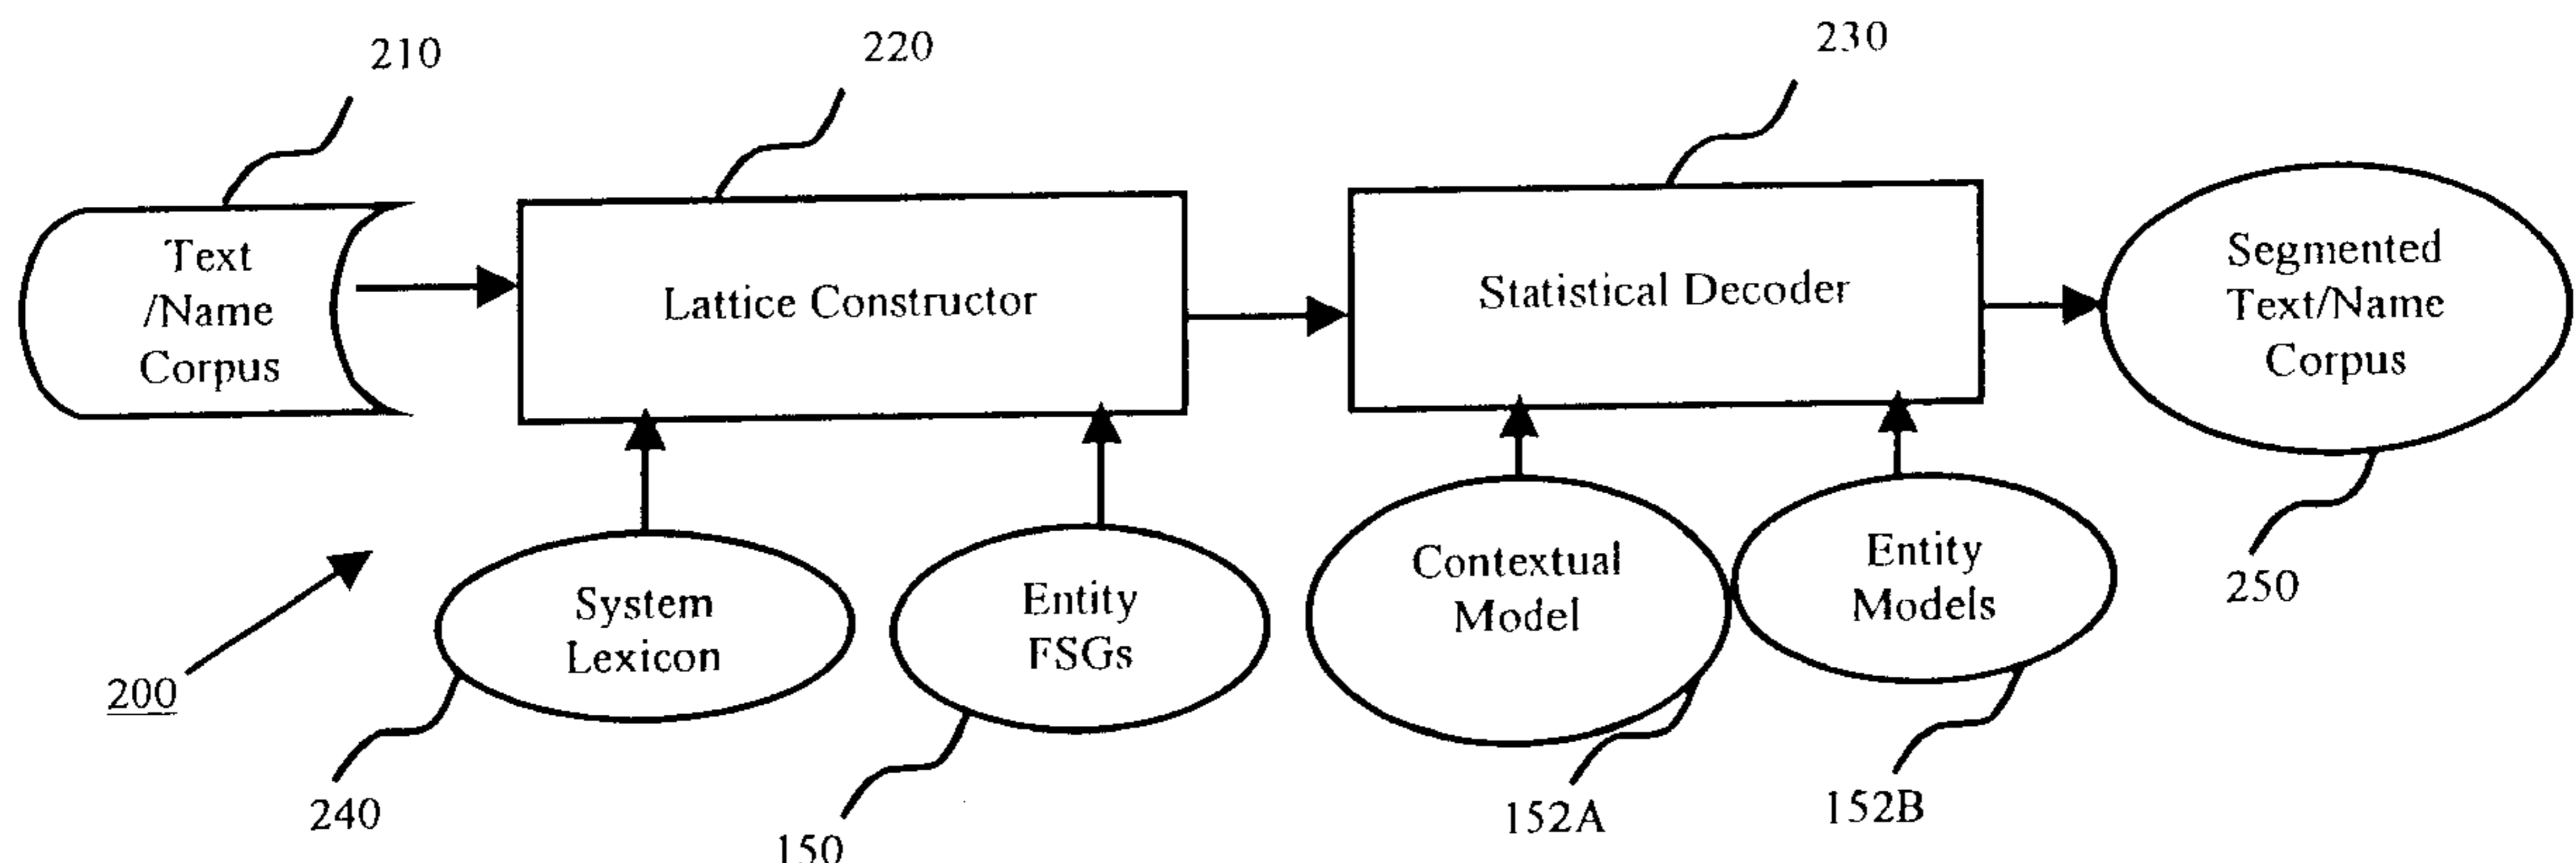 210
220
230
Text
/Name
Corpus
Lattice Constructor
Statistical Decoder
Segmented
Text/Name
Corpus
System
Lexicon
Entity
FSGs
Contextual
Model
Entity
Models
200
240
150
152A
152B
250